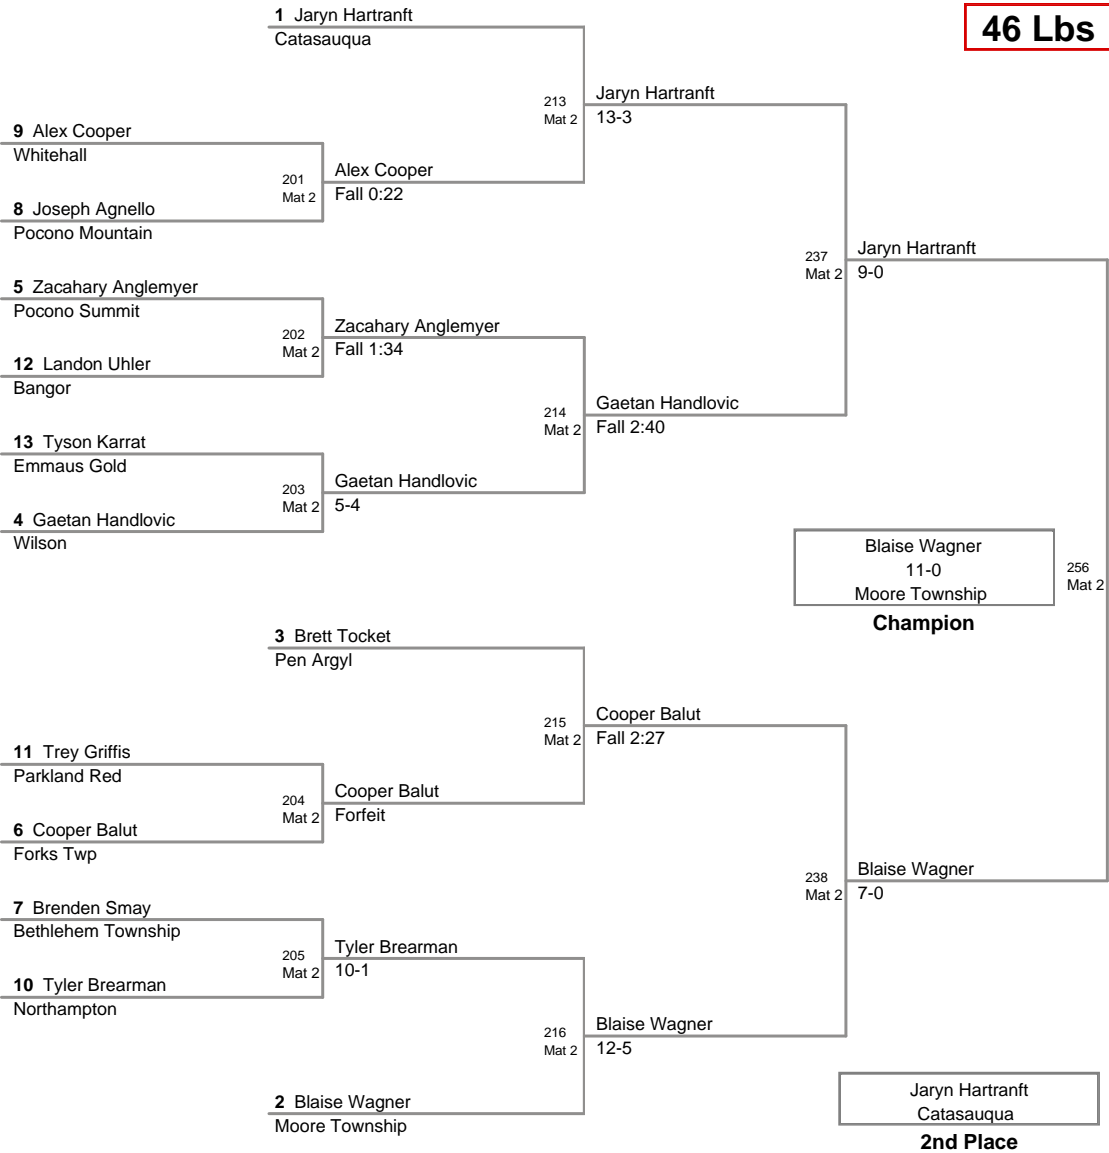 1 Jaryn Hartranft
46 Lbs
Catasauqua
213
Mat 2
Jaryn Hartranft
13-3
9 Alex Cooper
Whitehall
201
Mat 2
Alex Cooper
Fall 0:22
8 Joseph Agnello
Pocono Mountain
237
Mat 2
Jaryn Hartranft
9-0
5 Zacahary Anglemyer
Pocono Summit
202
Mat 2
Zacahary Anglemyer
Fall 1:34
12 Landon Uhler
Bangor
214
Mat 2
Gaetan Handlovic
Fall 2:40
13 Tyson Karrat
Emmaus Gold
203
Mat 2
Gaetan Handlovic
5-4
4 Gaetan Handlovic
Wilson
Blaise Wagner
11-0
Moore Township
Champion
256
Mat 2
3 Brett Tocket
Pen Argyl
215
Mat 2
Cooper Balut
Fall 2:27
11 Trey Griffis
Parkland Red
204
Mat 2
Cooper Balut
Forfeit
6 Cooper Balut
Forks Twp
238
Mat 2
Blaise Wagner
7-0
7 Brenden Smay
Bethlehem Township
205
Mat 2
Tyler Brearman
10-1
10 Tyler Brearman
Northampton
216
Mat 2
Blaise Wagner
12-5
2 Blaise Wagner
Moore Township
Jaryn Hartranft
Catasauqua
2nd Place